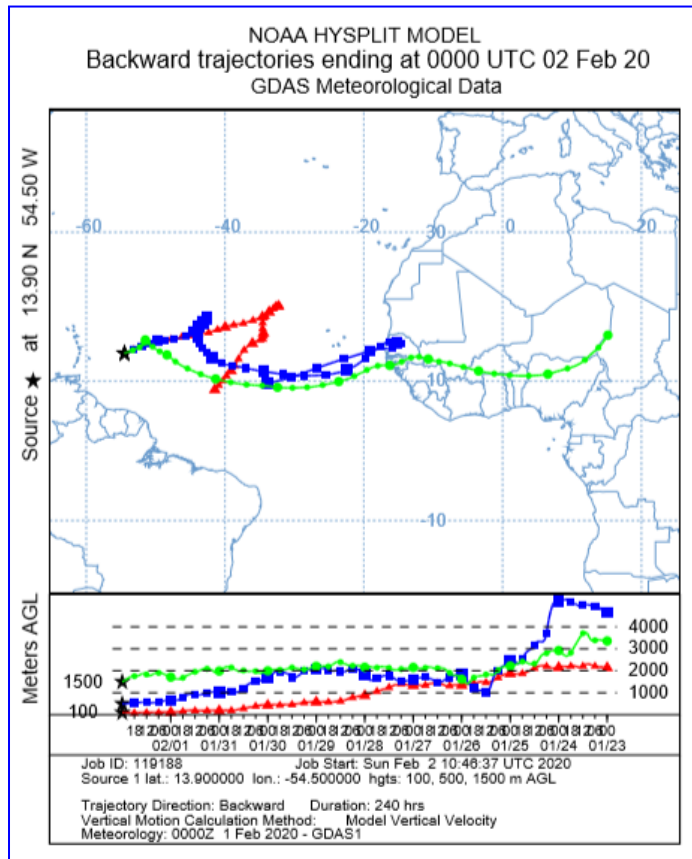 NOAA HYSPLIT MODEL
Backward trajectories ending at 0000 UTC 02 Feb 20
GDAS Meteorological Data
Source ★ at 13.90 N 54.50 W
-60 -40 -20 0 20
30
10
-10
Meters AGL
1500
100
4000
3000
2000
1000
02/01 01/31 01/30 01/29 01/28 01/27 01/26 01/25 01/24 01/23
Job ID: 119188 Job Start: Sun Feb 2 10:46:37 UTC 2020
Source 1 lat.: 13.900000 lon.: -54.500000 hgts: 100, 500, 1500 m AGL
Trajectory Direction: Backward Duration: 240 hrs
Vertical Motion Calculation Method: Model Vertical Velocity
Meteorology: 0000Z 1 Feb 2020 - GDAS1